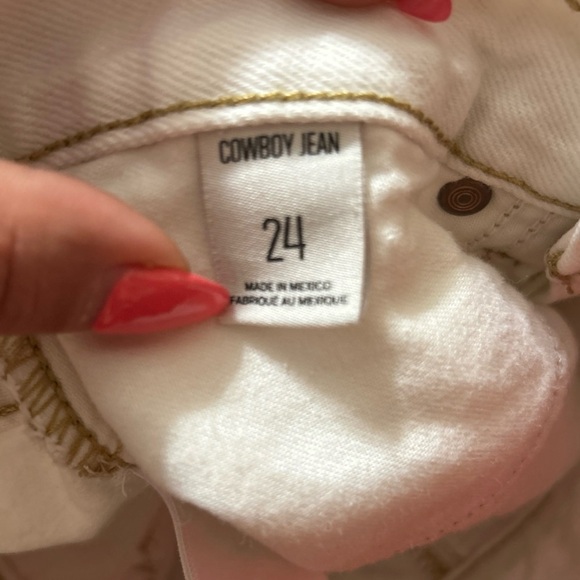 COWBOY JEAN
24
MADE IN MEXICO
FABRIQUÉ AU MEXIQUE